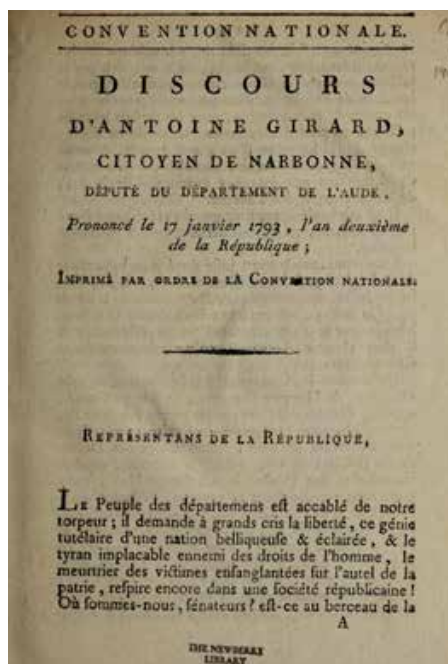 CONVENTION NATIONALE.
DISCOURS
D'ANTOINE GIRARD,
CITOYEN DE NARBONNE,
DÉPUTÉ DU DÉPARTEMENT DE L'AUDE,
Prononcé le 17 janvier 1793, l'an deuxième
de la République ;
IMPRIMÉ PAR ORDRE DE LA CONVENTION NATIONALE.
REPRÉSENTANS DE LA RÉPUBLIQUE,
LE Peuple des départemens eſt accablé de notre
torpeur ; il demande à grands cris la liberté, ce génie
tutélaire d'une nation belliqueuſe & éclairée, & le
tyran implacable ennemi des droits de l'homme, le
meurtrier des victimes enſanglantées ſur l'autel de la
patrie, reſpire encore dans une ſociété républicaine !
Où ſommes-nous, ſénateurs ? eſt-ce au berceau de la
A
THE NEWBERRY
LIBRARY